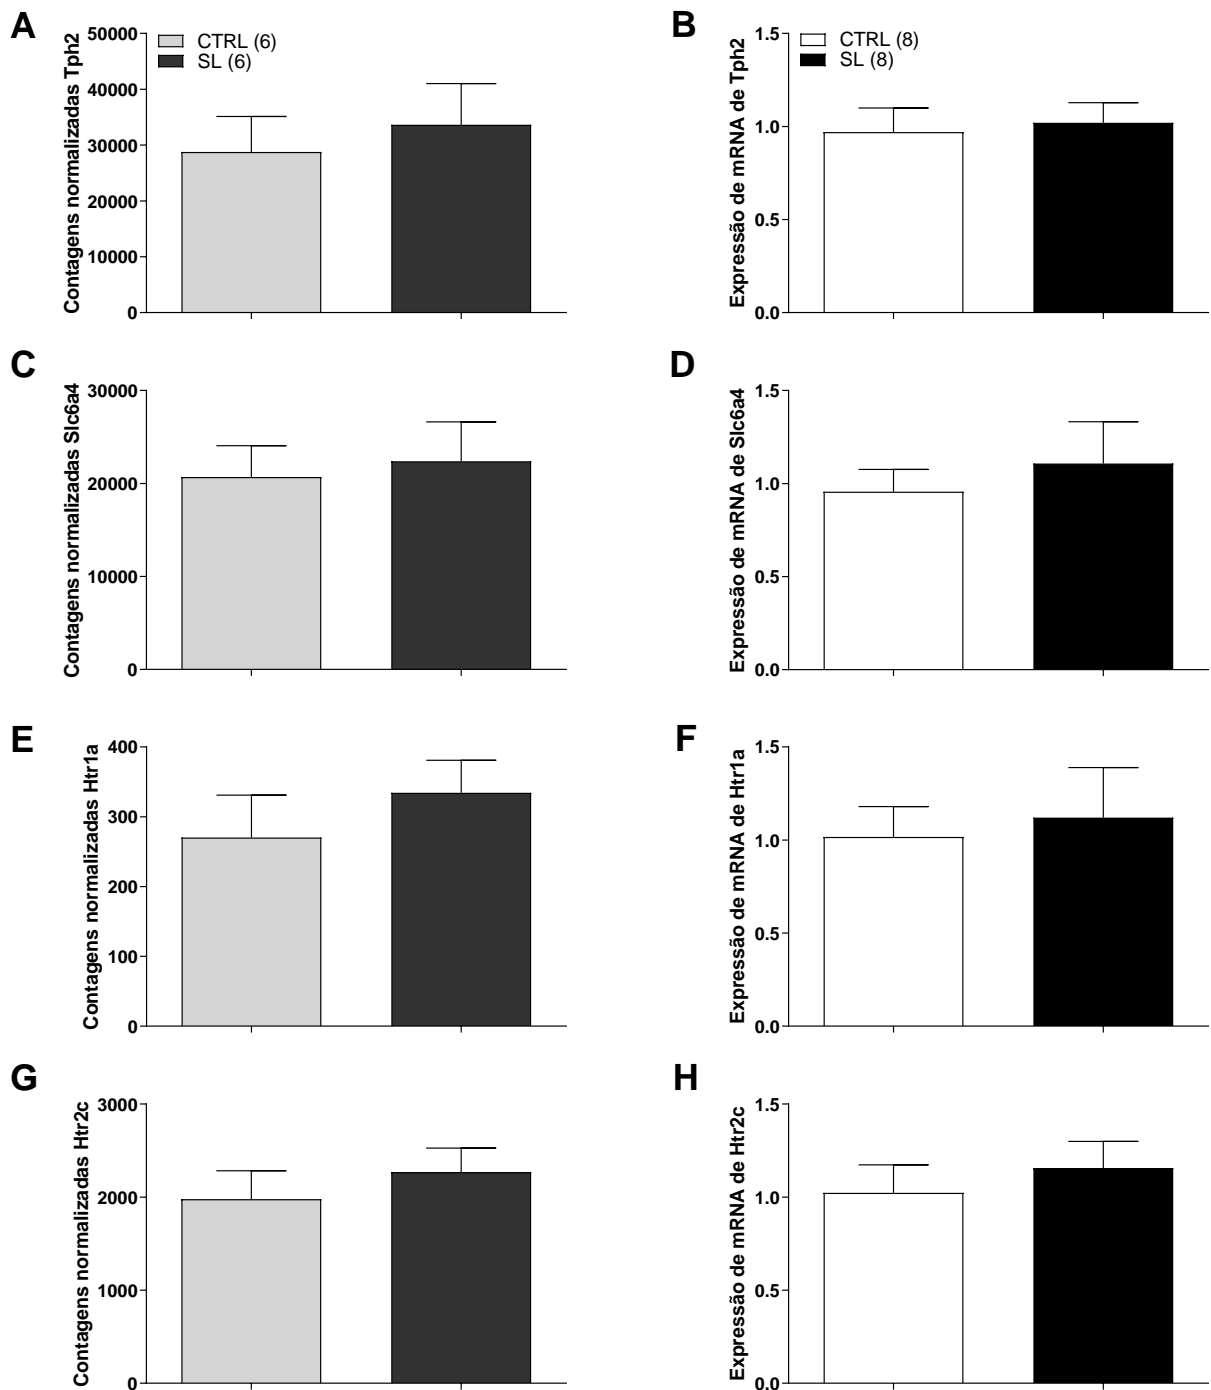 A
Contagens normalizadas Tph2
50000
40000
30000
20000
10000
0
CTRL (6)
SL (6)
B
Expressão de mRNA de Tph2
1.5
1.0
0.5
0.0
CTRL (8)
SL (8)
C
Contagens normalizadas Slc6a4
30000
20000
10000
0
D
Expressão de mRNA de Slc6a4
1.5
1.0
0.5
0.0
E
Contagens normalizadas Htr1a
400
300
200
100
0
F
Expressão de mRNA de Htr1a
1.5
1.0
0.5
0.0
G
Contagens normalizadas Htr2c
3000
2000
1000
0
H
Expressão de mRNA de Htr2c
1.5
1.0
0.5
0.0